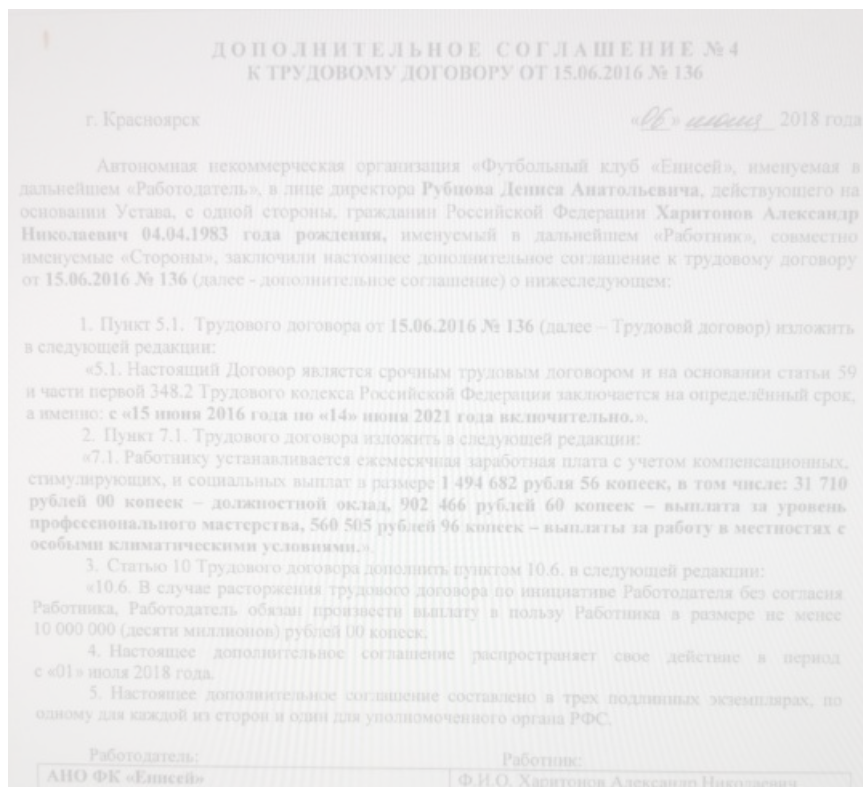 ДОПОЛНИТЕЛЬНОЕ СОГЛАШЕНИЕ № 4
К ТРУДОВОМУ ДОГОВОРУ ОТ 15.06.2016 № 136
г. Красноярск «06» июня 2018 года
Автономная некоммерческая организация «Футбольный клуб «Енисей», именуемая в
дальнейшем «Работодатель», в лице директора Рубцова Дениса Анатольевича, действующего на
основании Устава, с одной стороны, гражданин Российской Федерации Харитонов Александр
Николаевич 04.04.1983 года рождения, именуемый в дальнейшем «Работник», совместно
именуемые «Стороны», заключили настоящее дополнительное соглашение к трудовому договору
от 15.06.2016 № 136 (далее - дополнительное соглашение) о нижеследующем:
1. Пункт 5.1. Трудового договора от 15.06.2016 № 136 (далее – Трудовой договор) изложить
в следующей редакции:
«5.1. Настоящий Договор является срочным трудовым договором и на основании статьи 59
и части первой 348.2 Трудового кодекса Российской Федерации заключается на определённый срок,
а именно: с «15 июня 2016 года по «14» июня 2021 года включительно.».
2. Пункт 7.1. Трудового договора изложить в следующей редакции:
«7.1. Работнику устанавливается ежемесячная заработная плата с учетом компенсационных,
стимулирующих, и социальных выплат в размере 1 494 682 рубля 56 копеек, в том числе: 31 710
рублей 00 копеек – должностной оклад, 902 466 рублей 60 копеек – выплата за уровень
профессионального мастерства, 560 505 рублей 96 копеек – выплаты за работу в местностях с
особыми климатическими условиями.».
3. Статью 10 Трудового договора дополнить пунктом 10.6. в следующей редакции:
«10.6. В случае расторжения трудового договора по инициативе Работодателя без согласия
Работника, Работодатель обязан произвести выплату в пользу Работника в размере не менее
10 000 000 (десяти миллионов) рублей 00 копеек.
4. Настоящее дополнительное соглашение распространяет свое действие в период
с «01» июля 2018 года.
5. Настоящее дополнительное соглашение составлено в трех подлинных экземплярах, по
одному для каждой из сторон и один для уполномоченного органа РФС.
Работодатель: Работник:
АНО ФК «Енисей» Ф.И.О. Харитонов Александр Николаевич